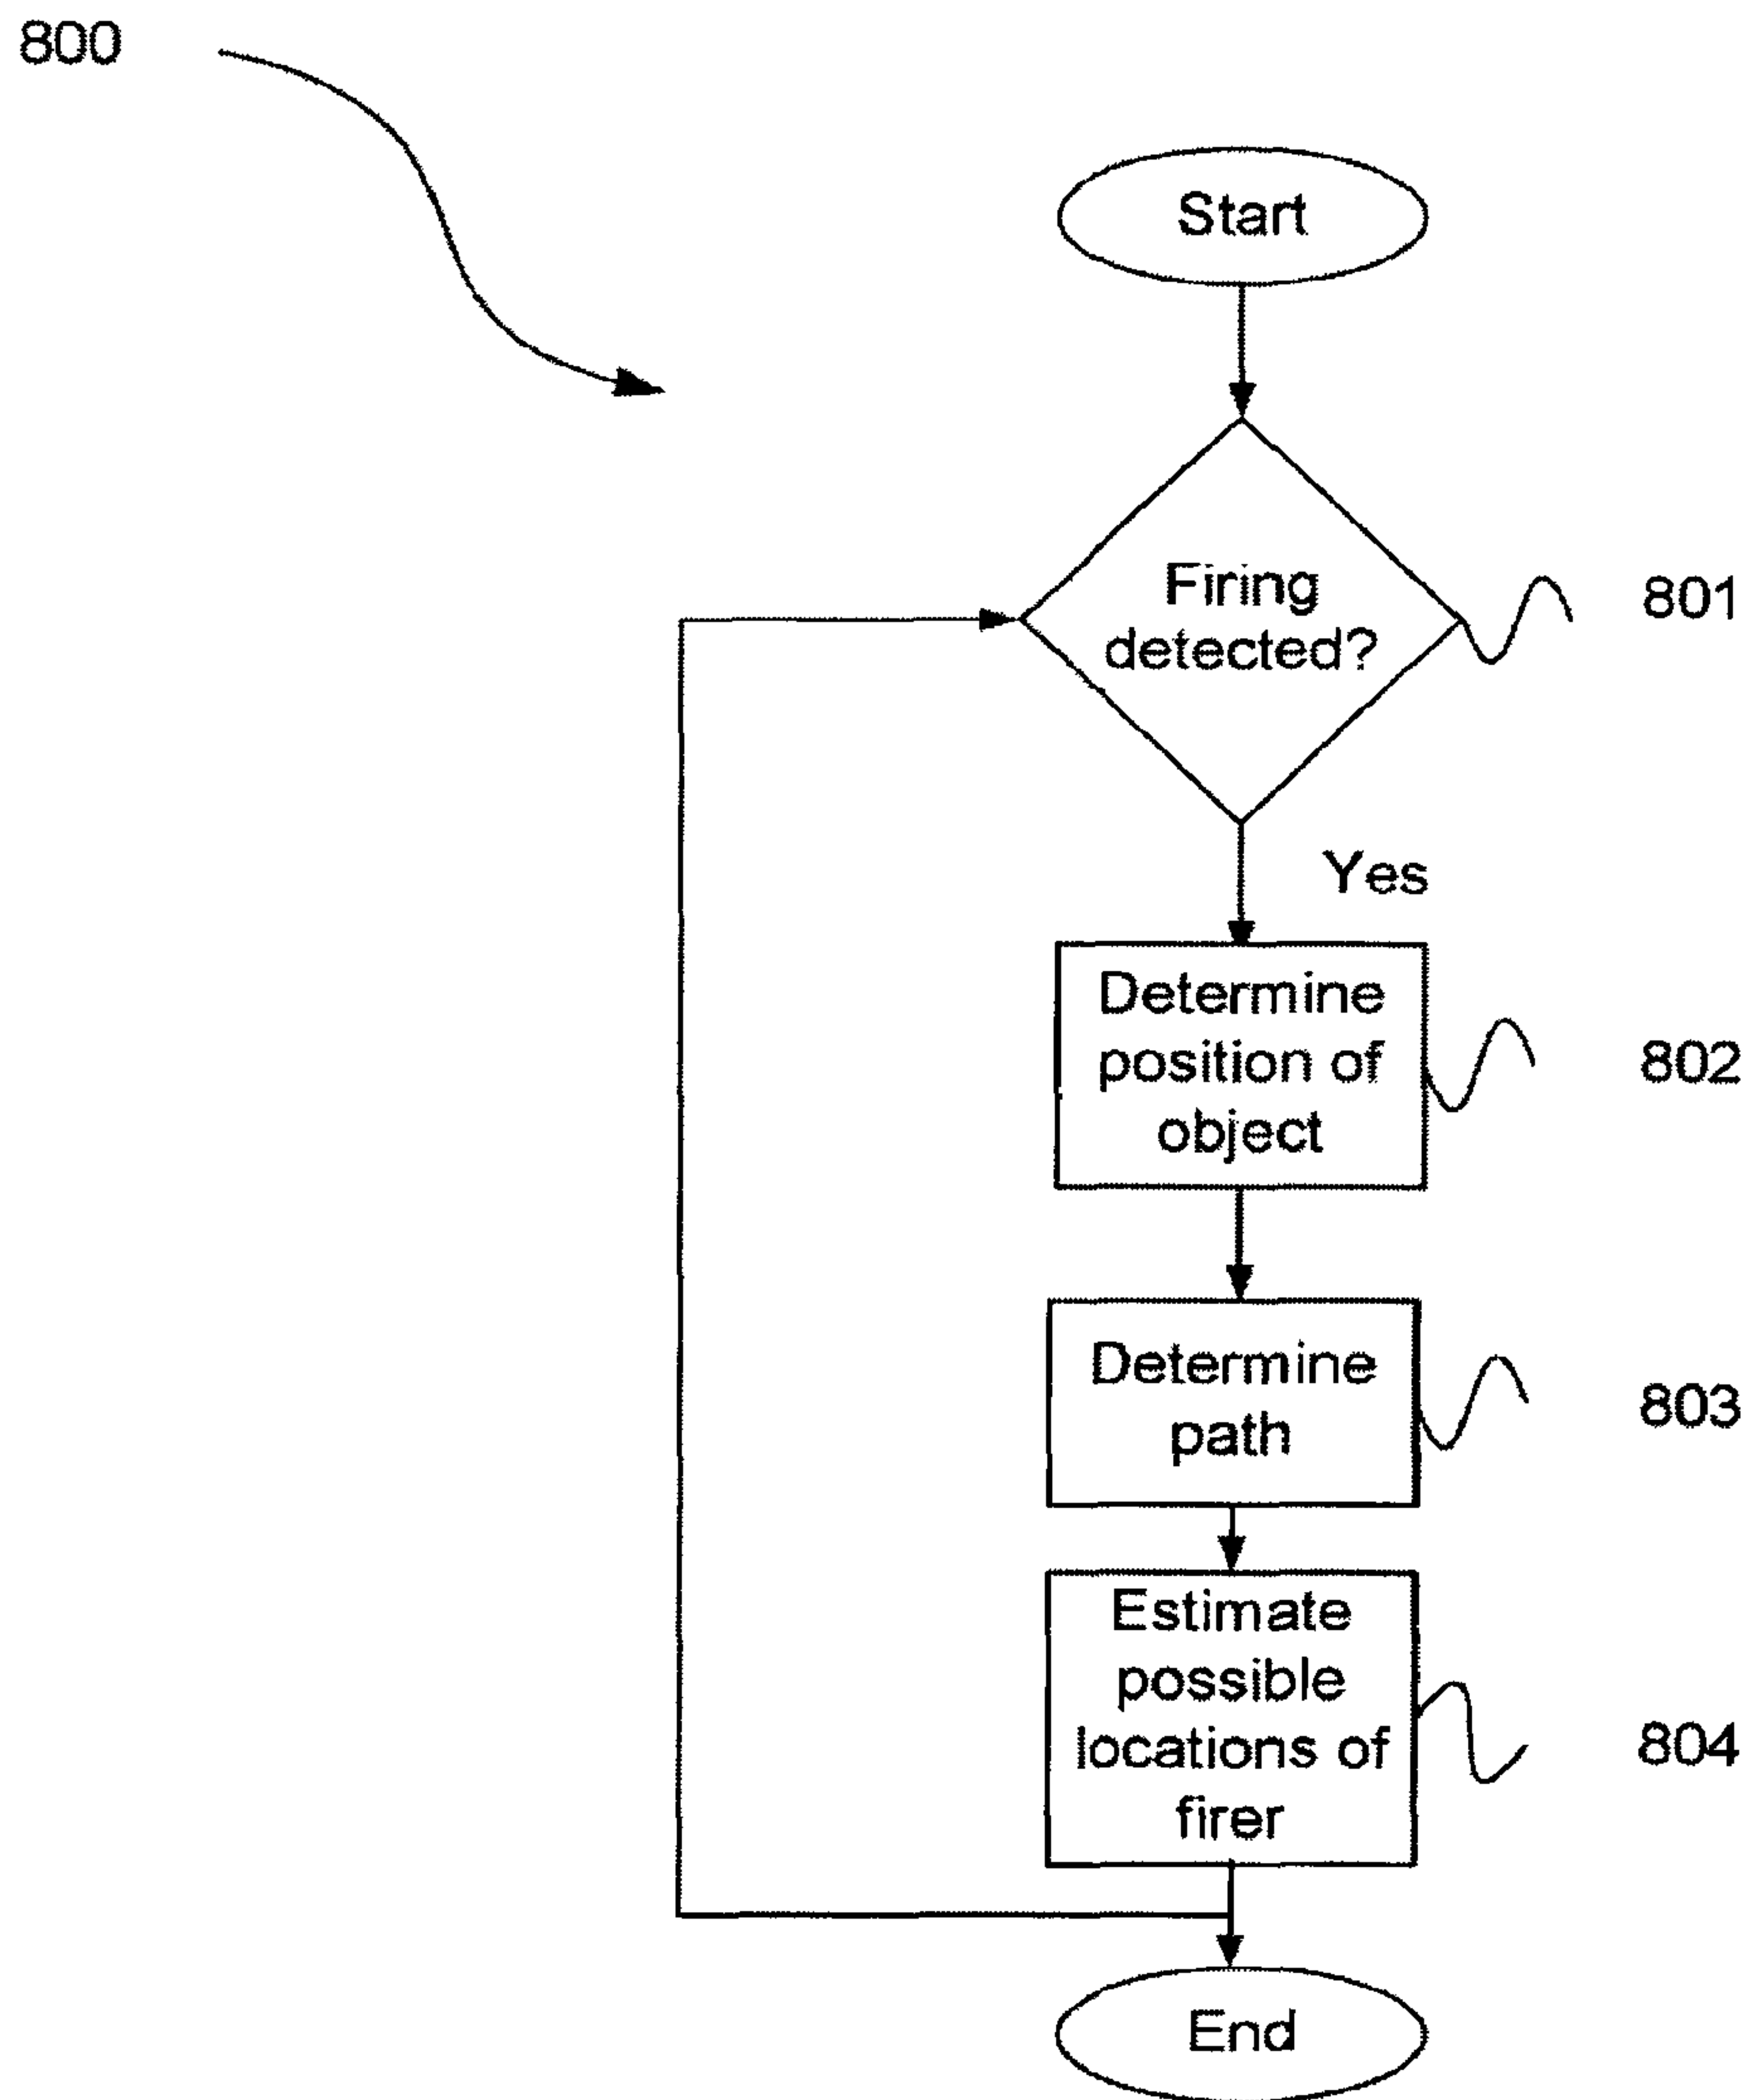 800
Start
Firing
detected?
801
Yes
Determine
position of
object
802
Determine
path
803
Estimate
possible
locations of
firer
804
End